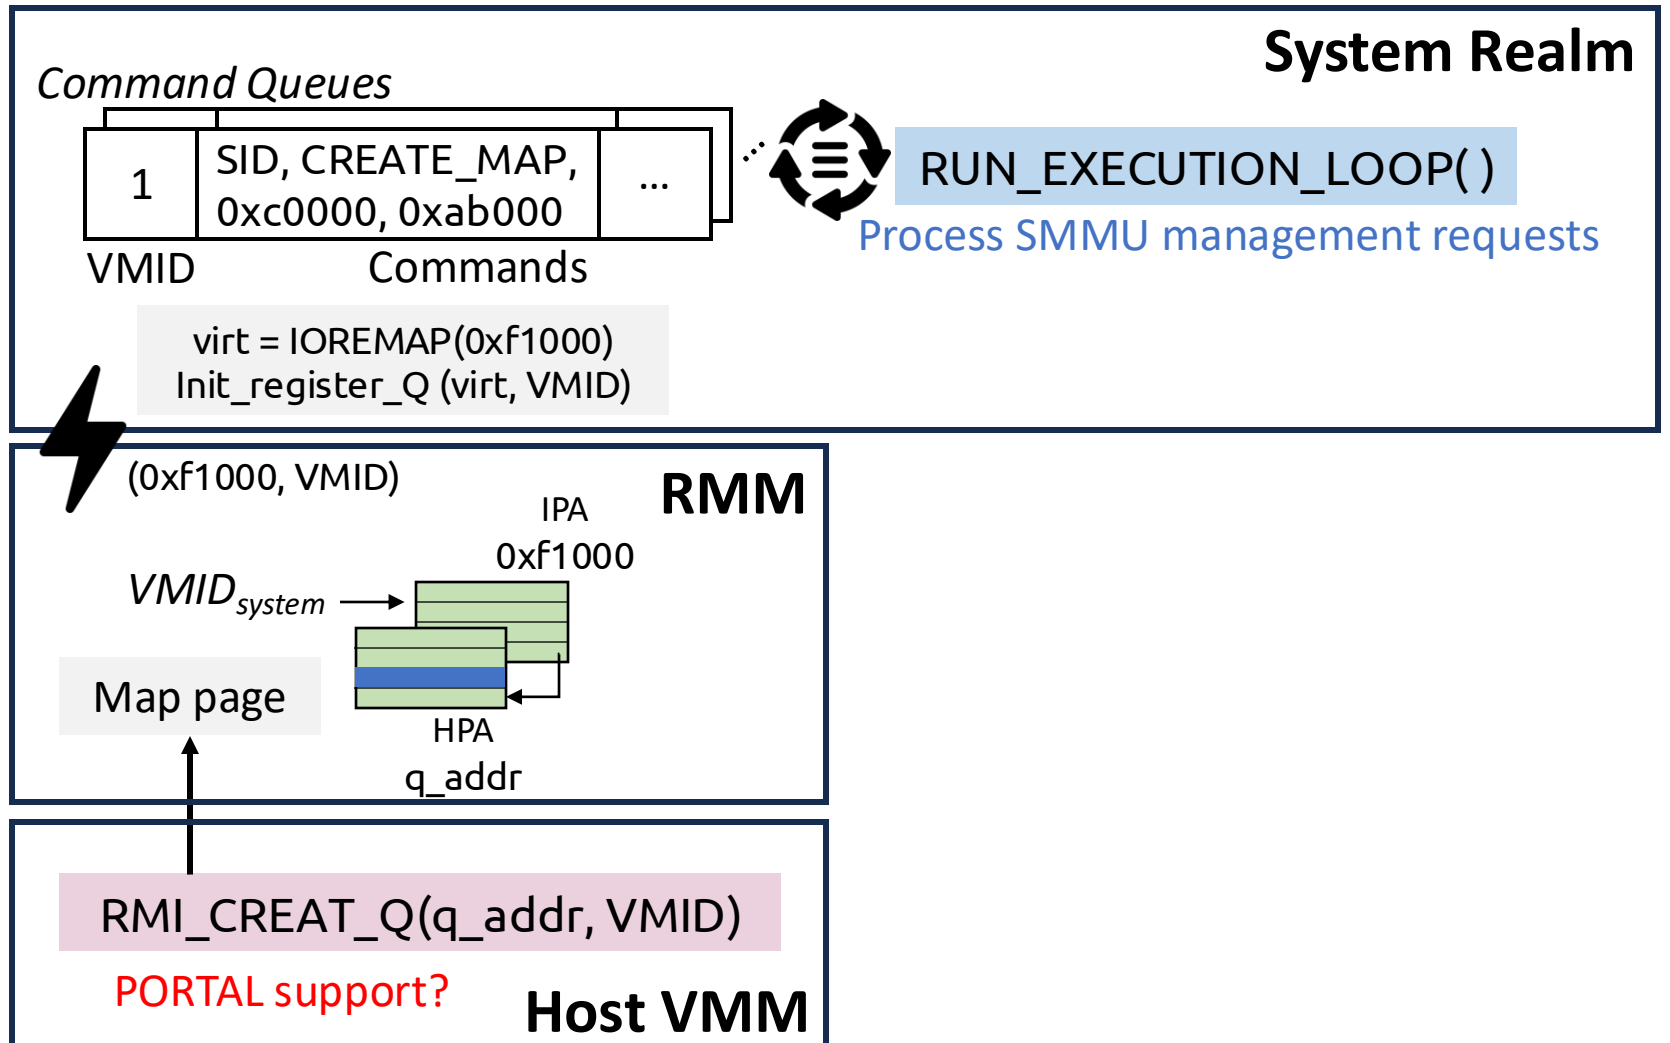 System Realm
Command Queues
1
SID, CREATE_MAP,
0xc0000, 0xab000
...
RUN_EXECUTION_LOOP( )
Process SMMU management requests
VMID
Commands
virt = IOREMAP(0xf1000)
Init_register_Q (virt, VMID)
(0xf1000, VMID)
RMM
IPA
0xf1000
VMIDsystem
Map page
HPA
q_addr
RMI_CREAT_Q(q_addr, VMID)
PORTAL support?
Host VMM